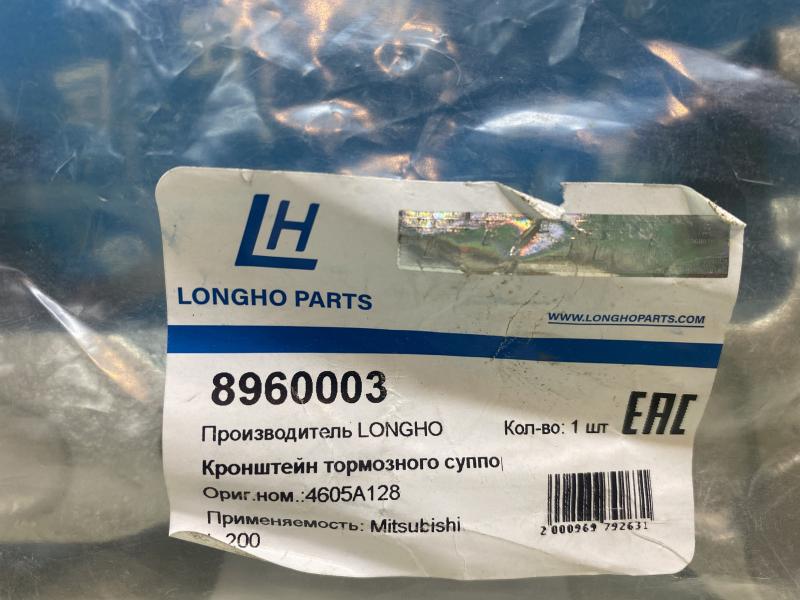 LH
LONGHO PARTS
WWW.LONGHOPARTS.COM
8960003
Производитель LONGHO
Кол-во: 1 шт
EAC
Кронштейн тормозного суппо
Ориг.ном.:4605A128
Применяемость: Mitsubishi
200
2 000969 792631